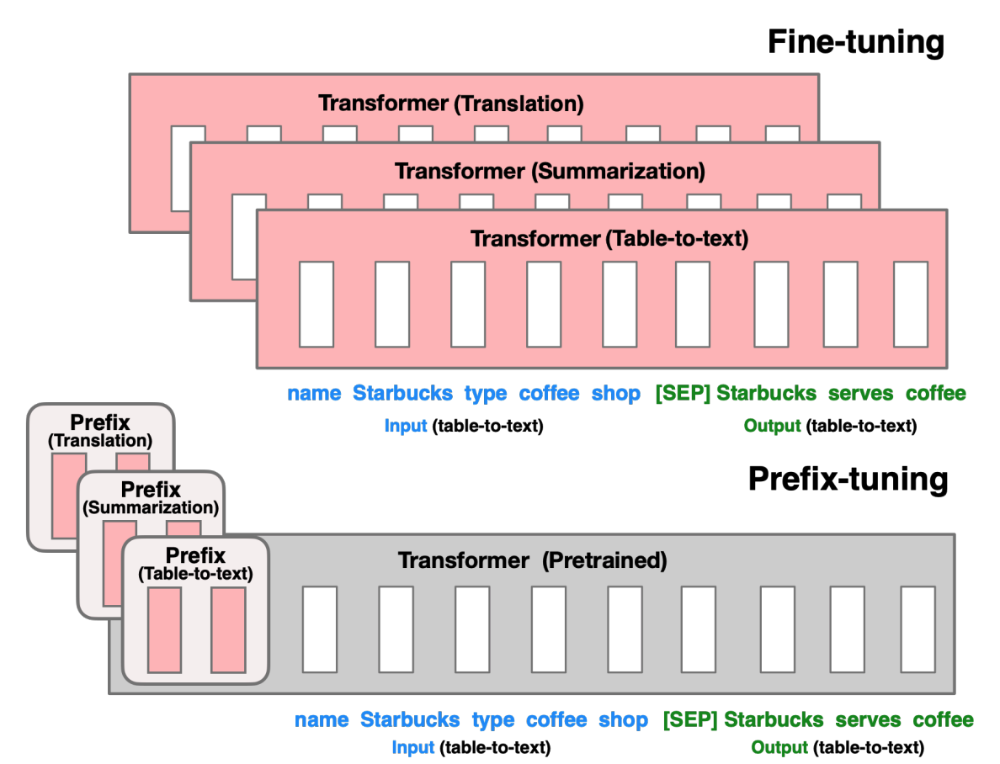 Fine-tuning
Transformer (Translation)
Transformer (Summarization)
Transformer (Table-to-text)
name Starbucks type coffee shop [SEP] Starbucks serves coffee
Input (table-to-text) Output (table-to-text)
Prefix-tuning
Prefix
(Translation)
Prefix
(Summarization)
Prefix
(Table-to-text)
Transformer (Pretrained)
name Starbucks type coffee shop [SEP] Starbucks serves coffee
Input (table-to-text) Output (table-to-text)